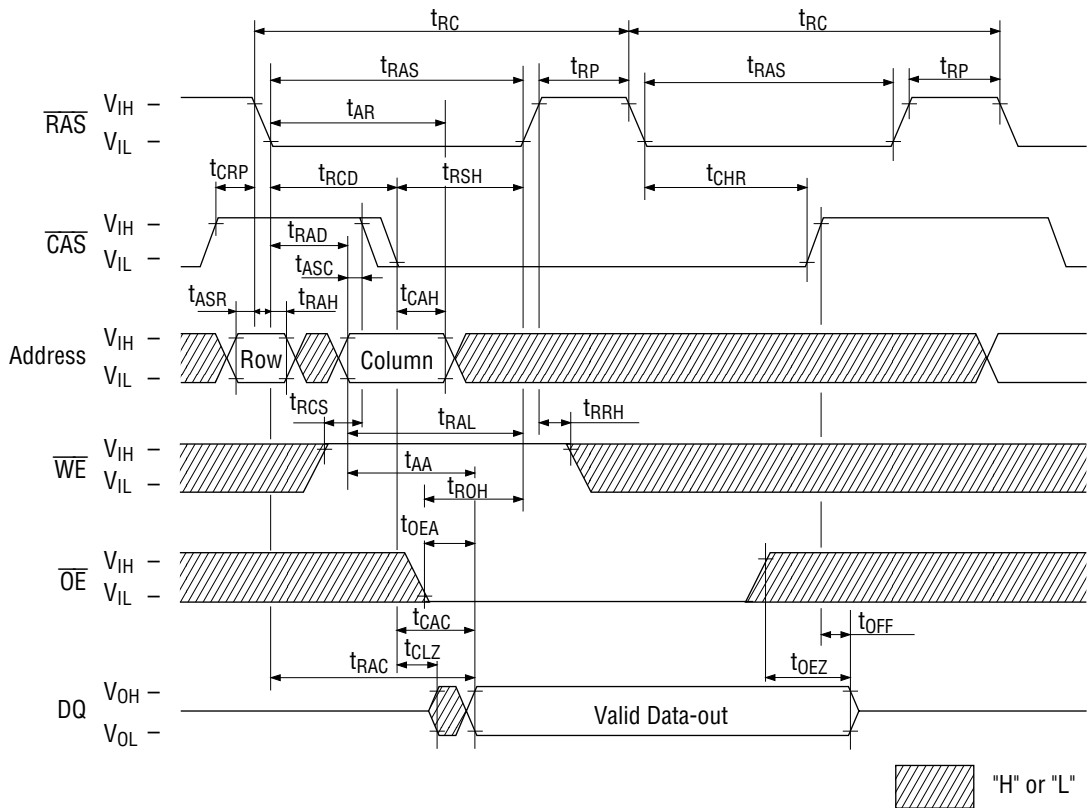 tRC tRC
tRAS tRP tRAS tRP
RAS VIH –
VIL –
tAR
tCRP tRCD tRSH tCHR
CAS VIH –
VIL –
tRAD
tASC
tASR tRAH tCAH
Address VIH –
VIL –
Row Column
tRCS tRAL tRRH
WE VIH –
VIL –
tAA
tROH
tOEA
OE VIH –
VIL –
tCAC tOFF
tRAC tCLZ tOEZ
DQ VOH –
VOL –
Valid Data-out
"H" or "L"